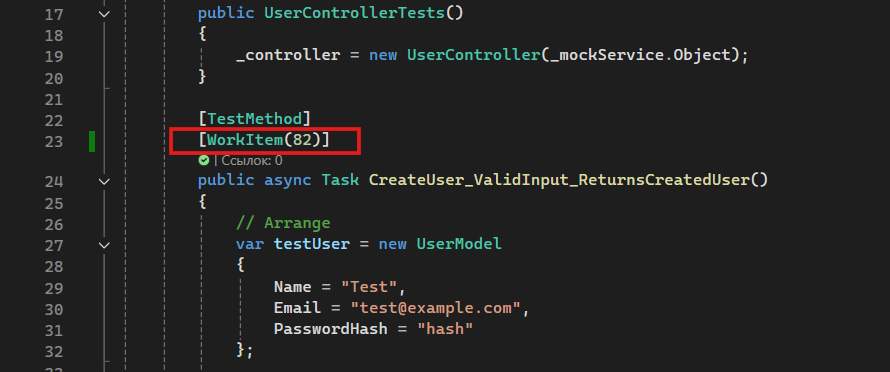 17 public UserControllerTests()
18 {
19 _controller = new UserController(_mockService.Object);
20 }
21
22 [TestMethod]
23 [WorkItem(82)]
| Ссылок: 0
24 public async Task CreateUser_ValidInput_ReturnsCreatedUser()
25 {
26 // Arrange
27 var testUser = new UserModel
28 {
29 Name = "Test",
30 Email = "test@example.com",
31 PasswordHash = "hash"
32 };